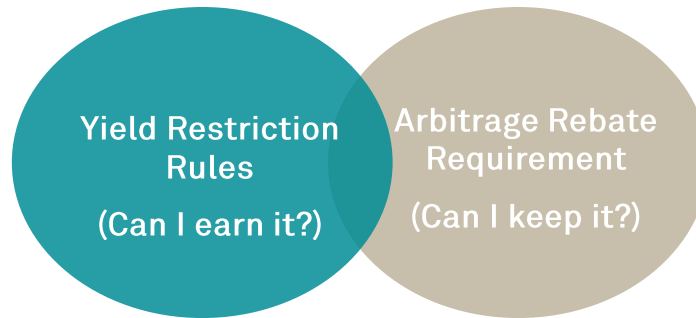 Yield Restriction
Rules
(Can I earn it?)
Arbitrage Rebate
Requirement
(Can I keep it?)